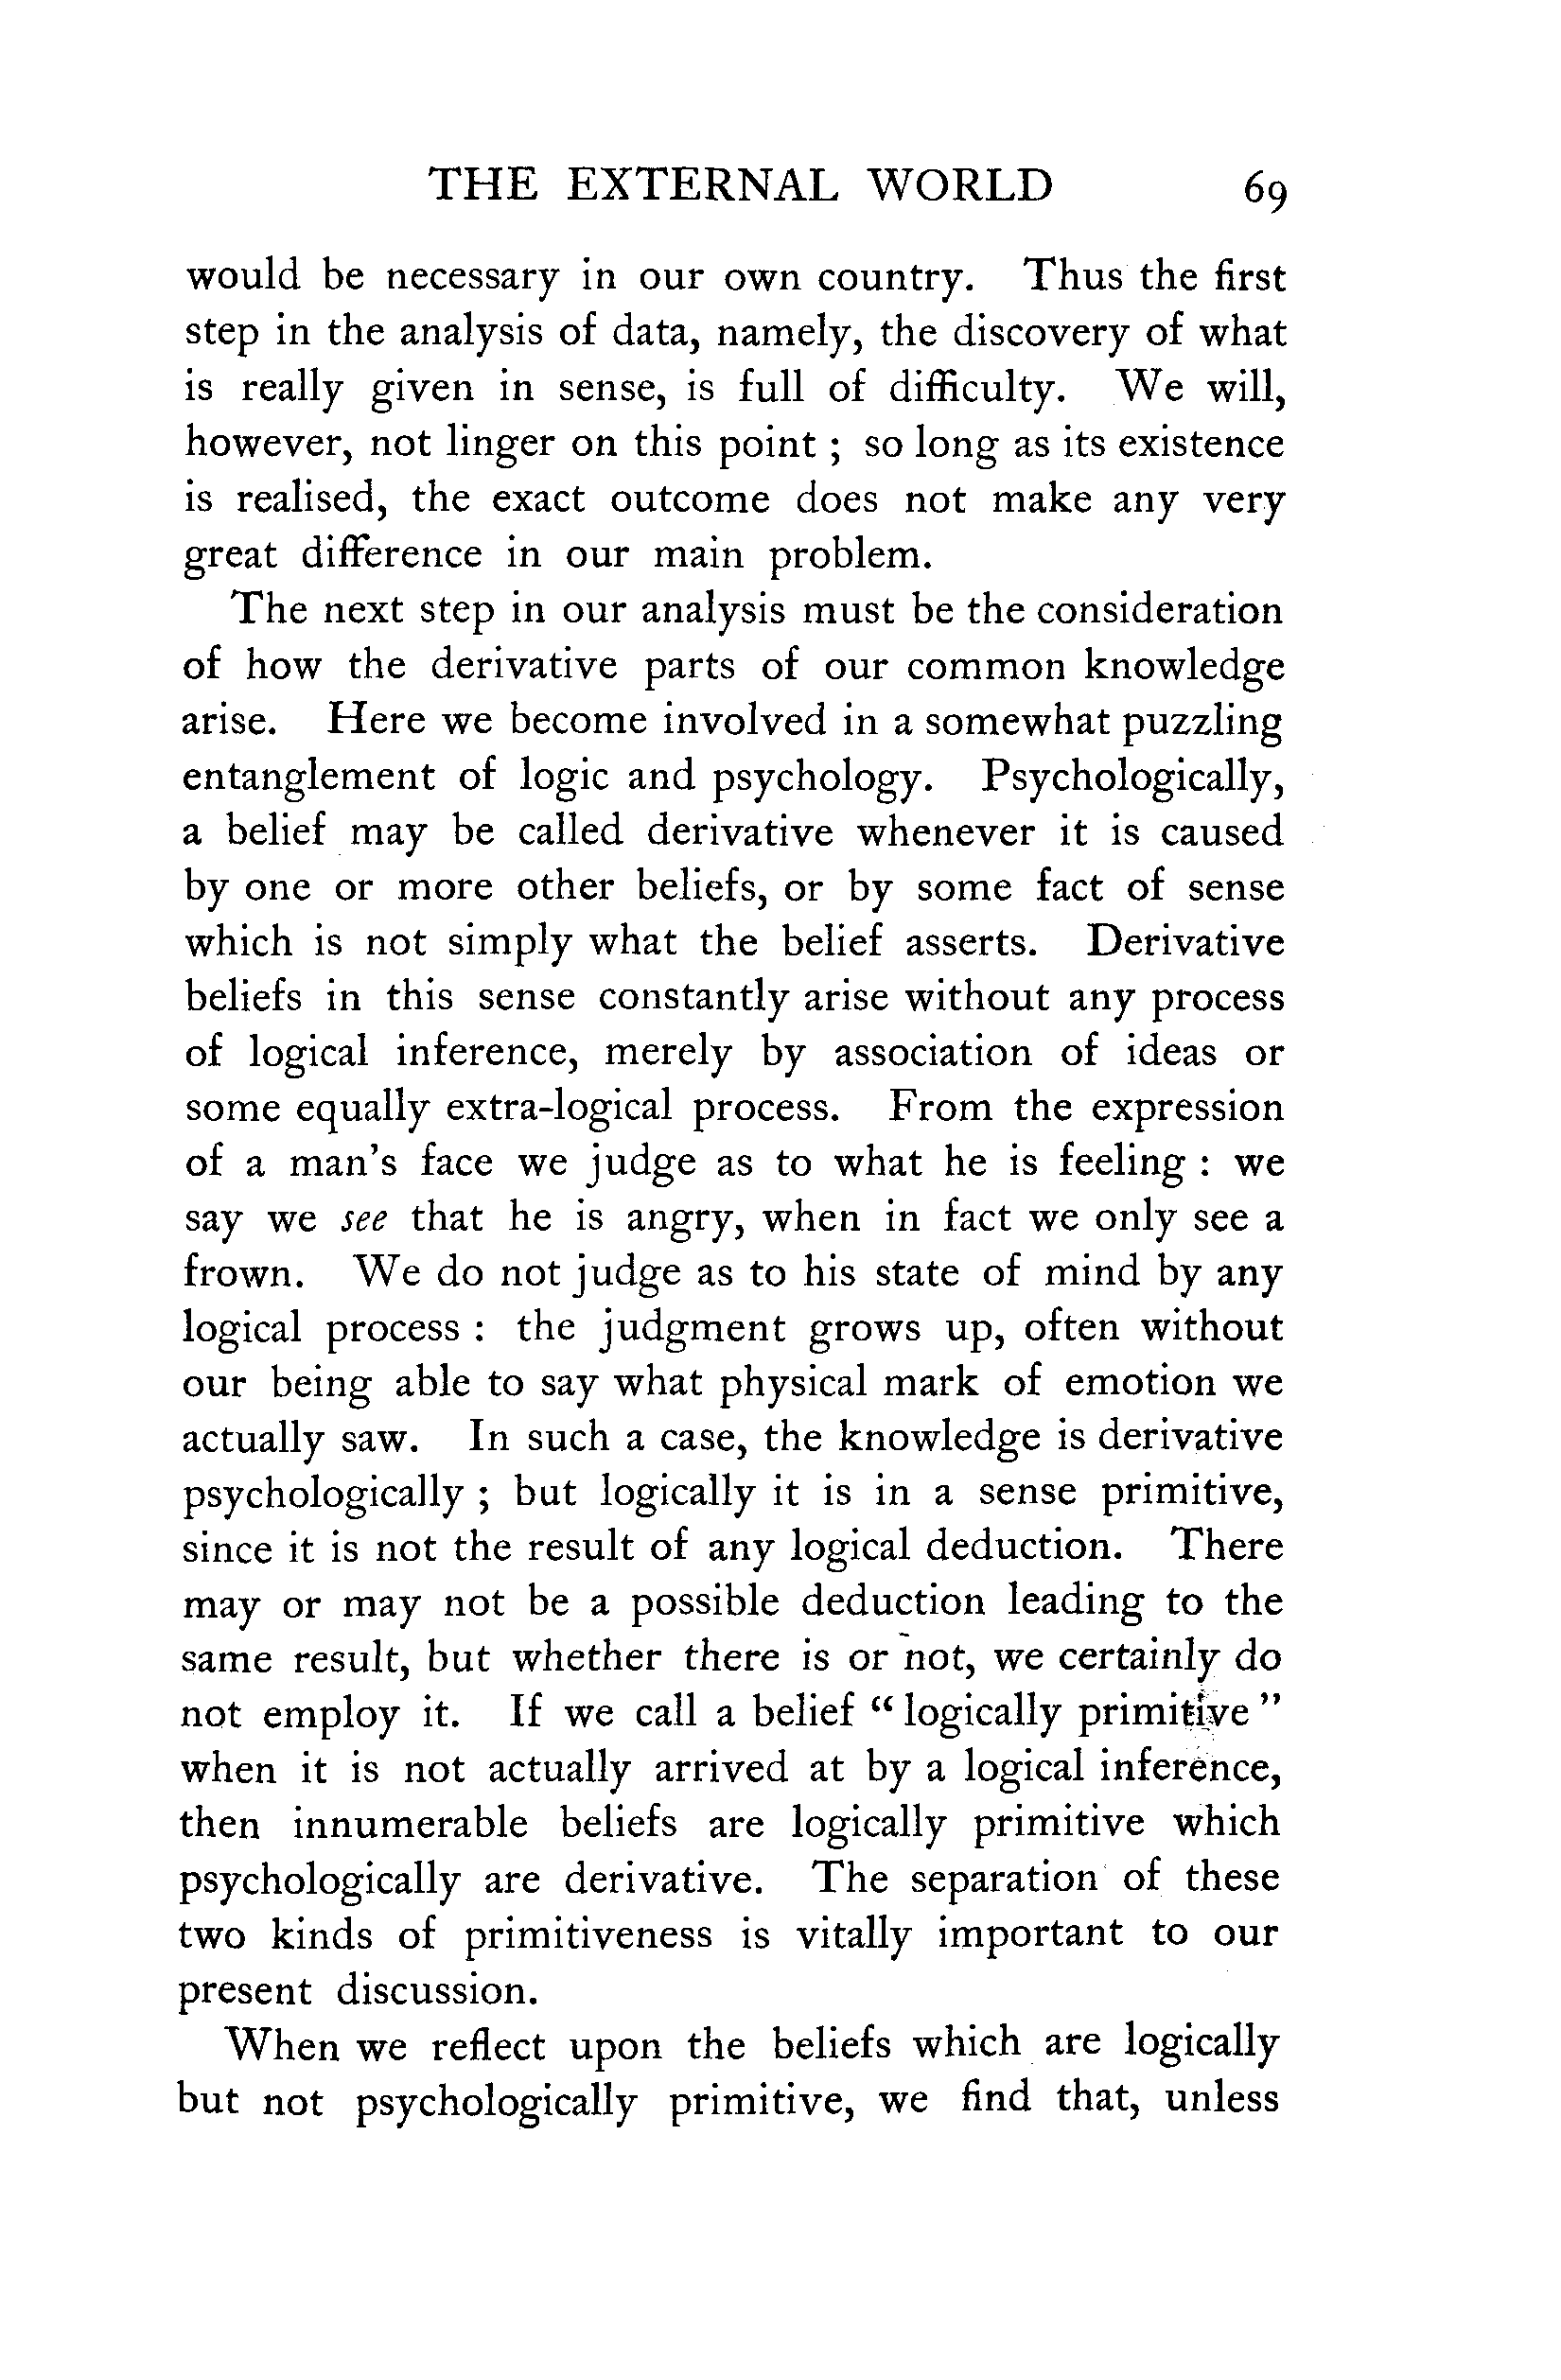 THE EXTERNAL WORLD 69
would be necessary in our own country. Thus the first
step in the analysis of data, namely, the discovery of what
is really given in sense, is full of difficulty. We will,
however, not linger on this point ; so long as its existence
is realised, the exact outcome does not make any very
great difference in our main problem.
The next step in our analysis must be the consideration
of how the derivative parts of our common knowledge
arise. Here we become involved in a somewhat puzzling
entanglement of logic and psychology. Psychologically,
a belief may be called derivative whenever it is caused
by one or more other beliefs, or by some fact of sense
which is not simply what the belief asserts. Derivative
beliefs in this sense constantly arise without any process
of logical inference, merely by association of ideas or
some equally extra-logical process. From the expression
of a man's face we judge as to what he is feeling : we
say we see that he is angry, when in fact we only see a
frown. We do not judge as to his state of mind by any
logical process : the judgment grows up, often without
our being able to say what physical mark of emotion we
actually saw. In such a case, the knowledge is derivative
psychologically ; but logically it is in a sense primitive,
since it is not the result of any logical deduction. There
may or may not be a possible deduction leading to the
same result, but whether there is or not, we certainly do
not employ it. If we call a belief “ logically primitive ”
when it is not actually arrived at by a logical inference,
then innumerable beliefs are logically primitive which
psychologically are derivative. The separation of these
two kinds of primitiveness is vitally important to our
present discussion.
When we reflect upon the beliefs which are logically
but not psychologically primitive, we find that, unless